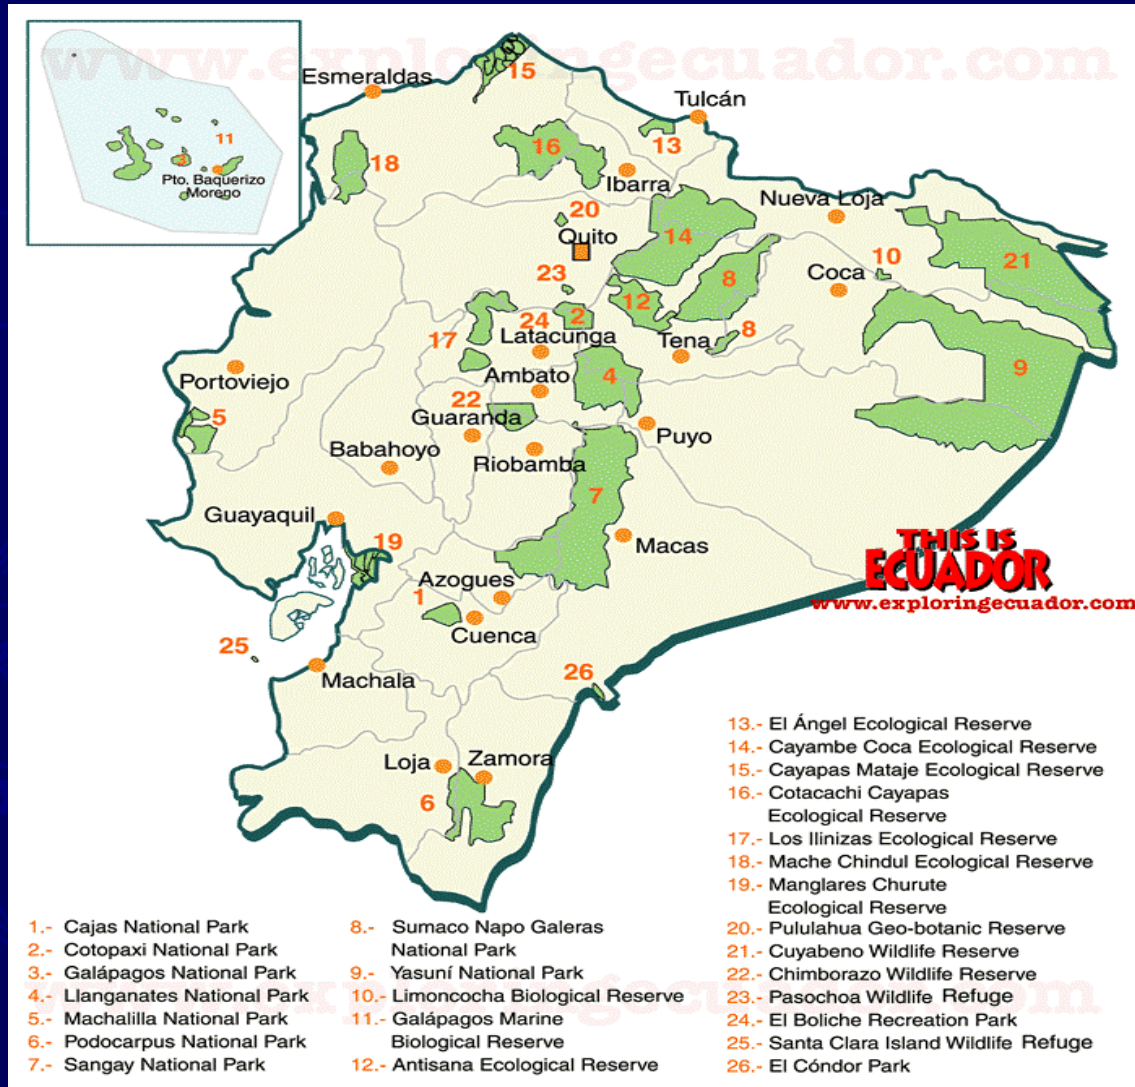 www.exploringecuador.com
Esmeraldas
15
Tulcán
11
3
Pto. Baquerizo
Moreno
18
16
13
Ibarra
Nueva Loja
20
Quito
14
10
21
Coca
23
8
12
2
24
17
Latacunga
Tena
8
9
Portoviejo
Ambato
4
22
5
Guaranda
Puyo
Babahoyo
Riobamba
7
Guayaquil
19
Macas
THIS IS
ECUADOR
www.exploringecuador.com
Azogues
1
Cuenca
25
26
Machala
Loja
Zamora
6
1.- Cajas National Park
2.- Cotopaxi National Park
3.- Galápagos National Park
4.- Llanganates National Park
5.- Machalilla National Park
6.- Podocarpus National Park
7.- Sangay National Park
8.- Sumaco Napo Galeras
National Park
9.- Yasuní National Park
10.- Limoncocha Biological Reserve
11.- Galápagos Marine
Biological Reserve
12.- Antisana Ecological Reserve
13.- El Ángel Ecological Reserve
14.- Cayambe Coca Ecological Reserve
15.- Cayapas Mataje Ecological Reserve
16.- Cotacachi Cayapas
Ecological Reserve
17.- Los Ilinizas Ecological Reserve
18.- Mache Chindul Ecological Reserve
19.- Manglares Churute
Ecological Reserve
20.- Pululahua Geo-botanic Reserve
21.- Cuyabeno Wildlife Reserve
22.- Chimborazo Wildlife Reserve
23.- Pasochoa Wildlife Refuge
24.- El Boliche Recreation Park
25.- Santa Clara Island Wildlife Refuge
26.- El Cóndor Park
www.exploringecuador.com